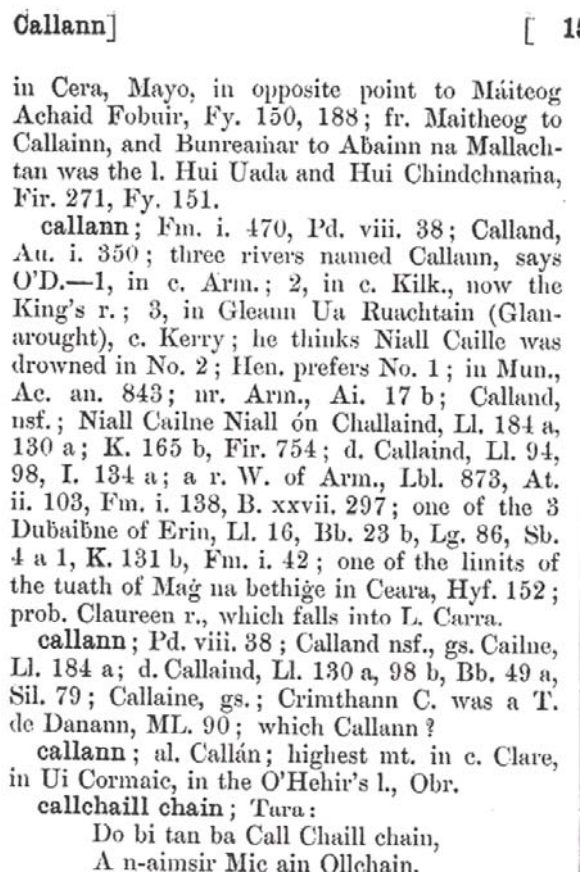 Callann] [ 15
in Cera, Mayo, in opposite point to Máiteog
Achaid Fobuir, Fy. 150, 188; fr. Maitheog to
Callainn, and Bunreaṁar to Aḃainn na Mallach-
tan was the l. Hui Uada and Hui Chindchnaṁa,
Fir. 271, Fy. 151.
callann; Fm. i. 470, Pd. viii. 38; Calland,
Au. i. 350; three rivers named Callann, says
O'D.—1, in c. Arm.; 2, in c. Kilk., now the
King's r.; 3, in Gleann Ua Ruachtain (Glan-
arought), c. Kerry; he thinks Niall Caille was
drowned in No. 2; Hen. prefers No. 1; in Mun.,
Ac. an. 843; nr. Arm., Ai. 17 b; Calland,
nsf.; Niall Cailne Niall ón Challaind, Ll. 184 a,
130 a; K. 165 b, Fir. 754; d. Callaind, Ll. 94,
98, I. 134 a; a r. W. of Arm., Lbl. 873, At.
ii. 103, Fm. i. 138, B. xxvii. 297; one of the 3
Duḃaiḃne of Erin, Ll. 16, Bb. 23 b, Lg. 86, Sb.
4 a 1, K. 131 b, Fm. i. 42; one of the limits of
the tuath of Maġ na bethiġe in Ceara, Hyf. 152;
prob. Claureen r., which falls into L. Carra.
callann; Pd. viii. 38; Calland nsf., gs. Cailne,
Ll. 184 a; d. Callaind, Ll. 130 a, 98 b, Bb. 49 a,
Sil. 79; Callaine, gs.; Crimthann C. was a T.
de Danann, ML. 90; which Callann?
callann; al. Callán; highest mt. in c. Clare,
in Ui Cormaic, in the O'Hehir's l., Obr.
callchaill chain; Tara:
Do bi tan ba Call Chaill chain,
A n-aimsir Mic ain Ollchain.